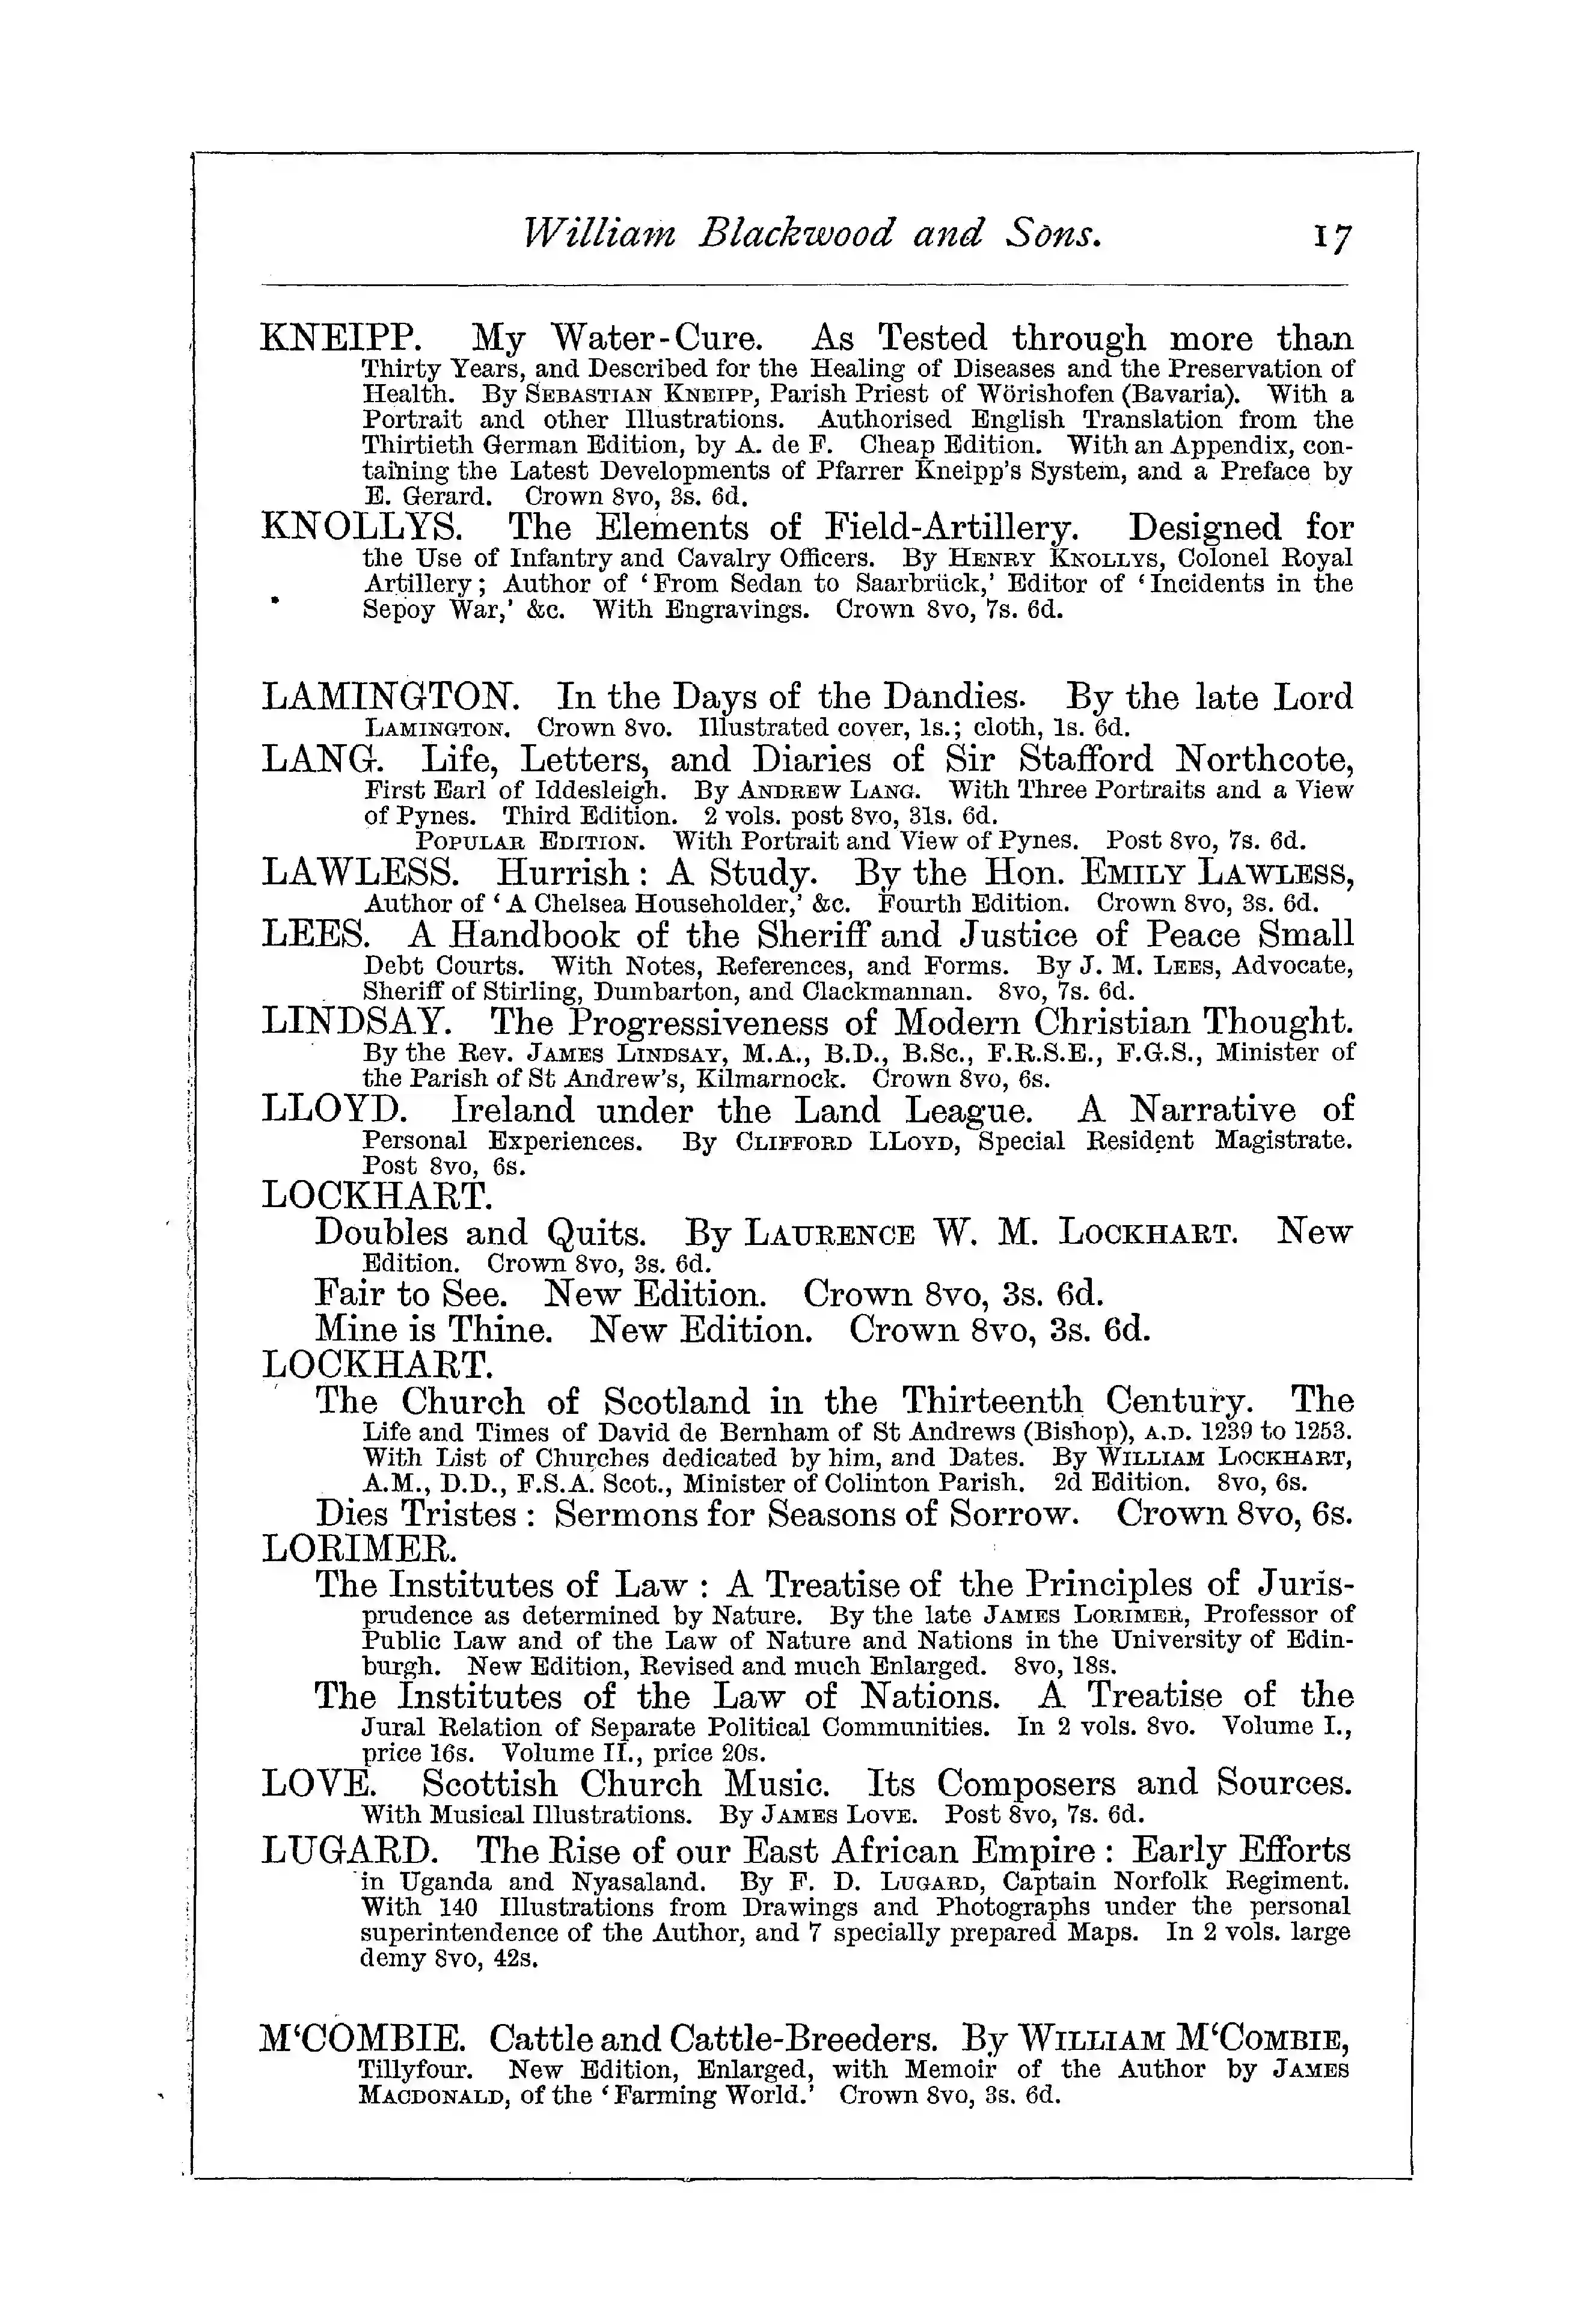 William Blackwood and Sons. 17
KNEIPP. My Water-Cure. As Tested through more than
Thirty Years, and Described for the Healing of Diseases and the Preservation of
Health. By SEBASTIAN KNEIPP, Parish Priest of Wörishofen (Bavaria). With a
Portrait and other Illustrations. Authorised English Translation from the
Thirtieth German Edition, by A. de F. Cheap Edition. With an Appendix, con-
taining the Latest Developments of Pfarrer Kneipp's System, and a Preface by
E. Gerard. Crown 8vo, 3s. 6d.
KNOLLYS. The Elements of Field-Artillery. Designed for
the Use of Infantry and Cavalry Officers. By HENRY KNOLLYS, Colonel Royal
Artillery; Author of ‘From Sedan to Saarbrück,’ Editor of ‘Incidents in the
Sepoy War,’ &c. With Engravings. Crown 8vo, 7s. 6d.
LAMINGTON. In the Days of the Dandies. By the late Lord
LAMINGTON. Crown 8vo. Illustrated cover, 1s.; cloth, 1s. 6d.
LANG. Life, Letters, and Diaries of Sir Stafford Northcote,
First Earl of Iddesleigh. By ANDREW LANG. With Three Portraits and a View
of Pynes. Third Edition. 2 vols. post 8vo, 31s. 6d.
POPULAR EDITION. With Portrait and View of Pynes. Post 8vo, 7s. 6d.
LAWLESS. Hurrish: A Study. By the Hon. EMILY LAWLESS,
Author of ‘A Chelsea Householder,’ &c. Fourth Edition. Crown 8vo, 3s. 6d.
LEES. A Handbook of the Sheriff and Justice of Peace Small
Debt Courts. With Notes, References, and Forms. By J. M. LEES, Advocate,
Sheriff of Stirling, Dumbarton, and Clackmannan. 8vo, 7s. 6d.
LINDSAY. The Progressiveness of Modern Christian Thought.
By the Rev. JAMES LINDSAY, M.A., B.D., B.Sc., F.R.S.E., F.G.S., Minister of
the Parish of St Andrew's, Kilmarnock. Crown 8vo, 6s.
LLOYD. Ireland under the Land League. A Narrative of
Personal Experiences. By CLIFFORD LLOYD, Special Resident Magistrate.
Post 8vo, 6s.
LOCKHART.
Doubles and Quits. By LAURENCE W. M. LOCKHART. New
Edition. Crown 8vo, 3s. 6d.
Fair to See. New Edition. Crown 8vo, 3s. 6d.
Mine is Thine. New Edition. Crown 8vo, 3s. 6d.
LOCKHART.
The Church of Scotland in the Thirteenth Century. The
Life and Times of David de Bernham of St Andrews (Bishop), A.D. 1239 to 1253.
With List of Churches dedicated by him, and Dates. By WILLIAM LOCKHART,
A.M., D.D., F.S.A. Scot., Minister of Colinton Parish. 2d Edition. 8vo, 6s.
Dies Tristes: Sermons for Seasons of Sorrow. Crown 8vo, 6s.
LORIMER.
The Institutes of Law: A Treatise of the Principles of Juris-
prudence as determined by Nature. By the late JAMES LORIMER, Professor of
Public Law and of the Law of Nature and Nations in the University of Edin-
burgh. New Edition, Revised and much Enlarged. 8vo, 18s.
The Institutes of the Law of Nations. A Treatise of the
Jural Relation of Separate Political Communities. In 2 vols. 8vo. Volume I.,
price 16s. Volume II., price 20s.
LOVE. Scottish Church Music. Its Composers and Sources.
With Musical Illustrations. By JAMES LOVE. Post 8vo, 7s. 6d.
LUGARD. The Rise of our East African Empire: Early Efforts
in Uganda and Nyasaland. By F. D. LUGARD, Captain Norfolk Regiment.
With 140 Illustrations from Drawings and Photographs under the personal
superintendence of the Author, and 7 specially prepared Maps. In 2 vols. large
demy 8vo, 42s.
M‘COMBIE. Cattle and Cattle-Breeders. By WILLIAM M‘COMBIE,
Tillyfour. New Edition, Enlarged, with Memoir of the Author by JAMES
MACDONALD, of the ‘Farming World.’ Crown 8vo, 3s. 6d.